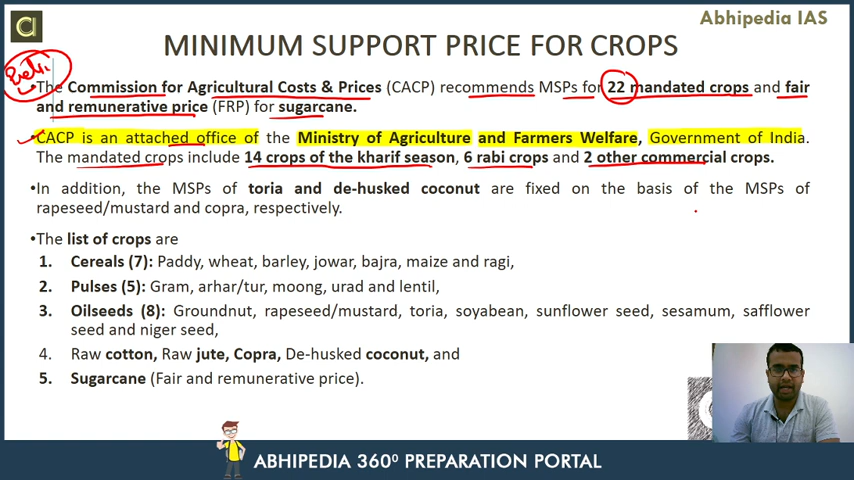 Abhipedia IAS
MINIMUM SUPPORT PRICE FOR CROPS
•The Commission for Agricultural Costs & Prices (CACP) recommends MSPs for 22 mandated crops and fair
and remunerative price (FRP) for sugarcane.
•CACP is an attached office of the Ministry of Agriculture and Farmers Welfare, Government of India.
The mandated crops include 14 crops of the kharif season, 6 rabi crops and 2 other commercial crops.
•In addition, the MSPs of toria and de-husked coconut are fixed on the basis of the MSPs of
rapeseed/mustard and copra, respectively.
•The list of crops are
1. Cereals (7): Paddy, wheat, barley, jowar, bajra, maize and ragi,
2. Pulses (5): Gram, arhar/tur, moong, urad and lentil,
3. Oilseeds (8): Groundnut, rapeseed/mustard, toria, soyabean, sunflower seed, sesamum, safflower
seed and niger seed,
4. Raw cotton, Raw jute, Copra, De-husked coconut, and
5. Sugarcane (Fair and remunerative price).
ABHIPEDIA 360⁰ PREPARATION PORTAL